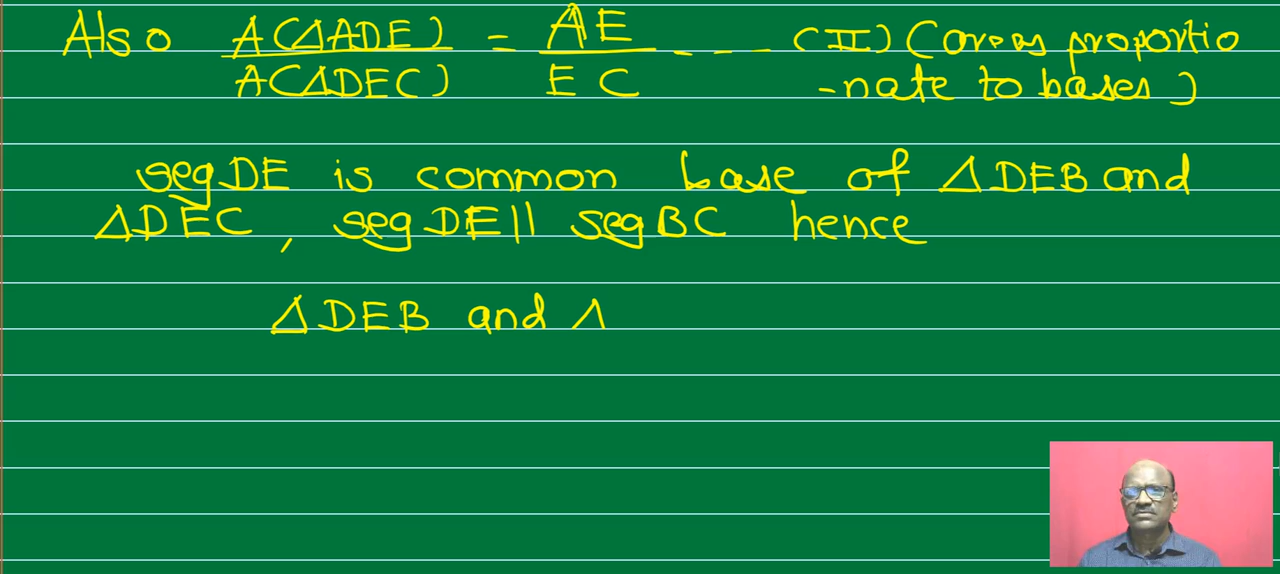 Also A(△ADE) / A(△DEC) = AE / EC - - - - (II) (areas proportio
-nate to bases)
seg DE is common base of △DEB and
△DEC, seg DE || seg BC hence
△DEB and